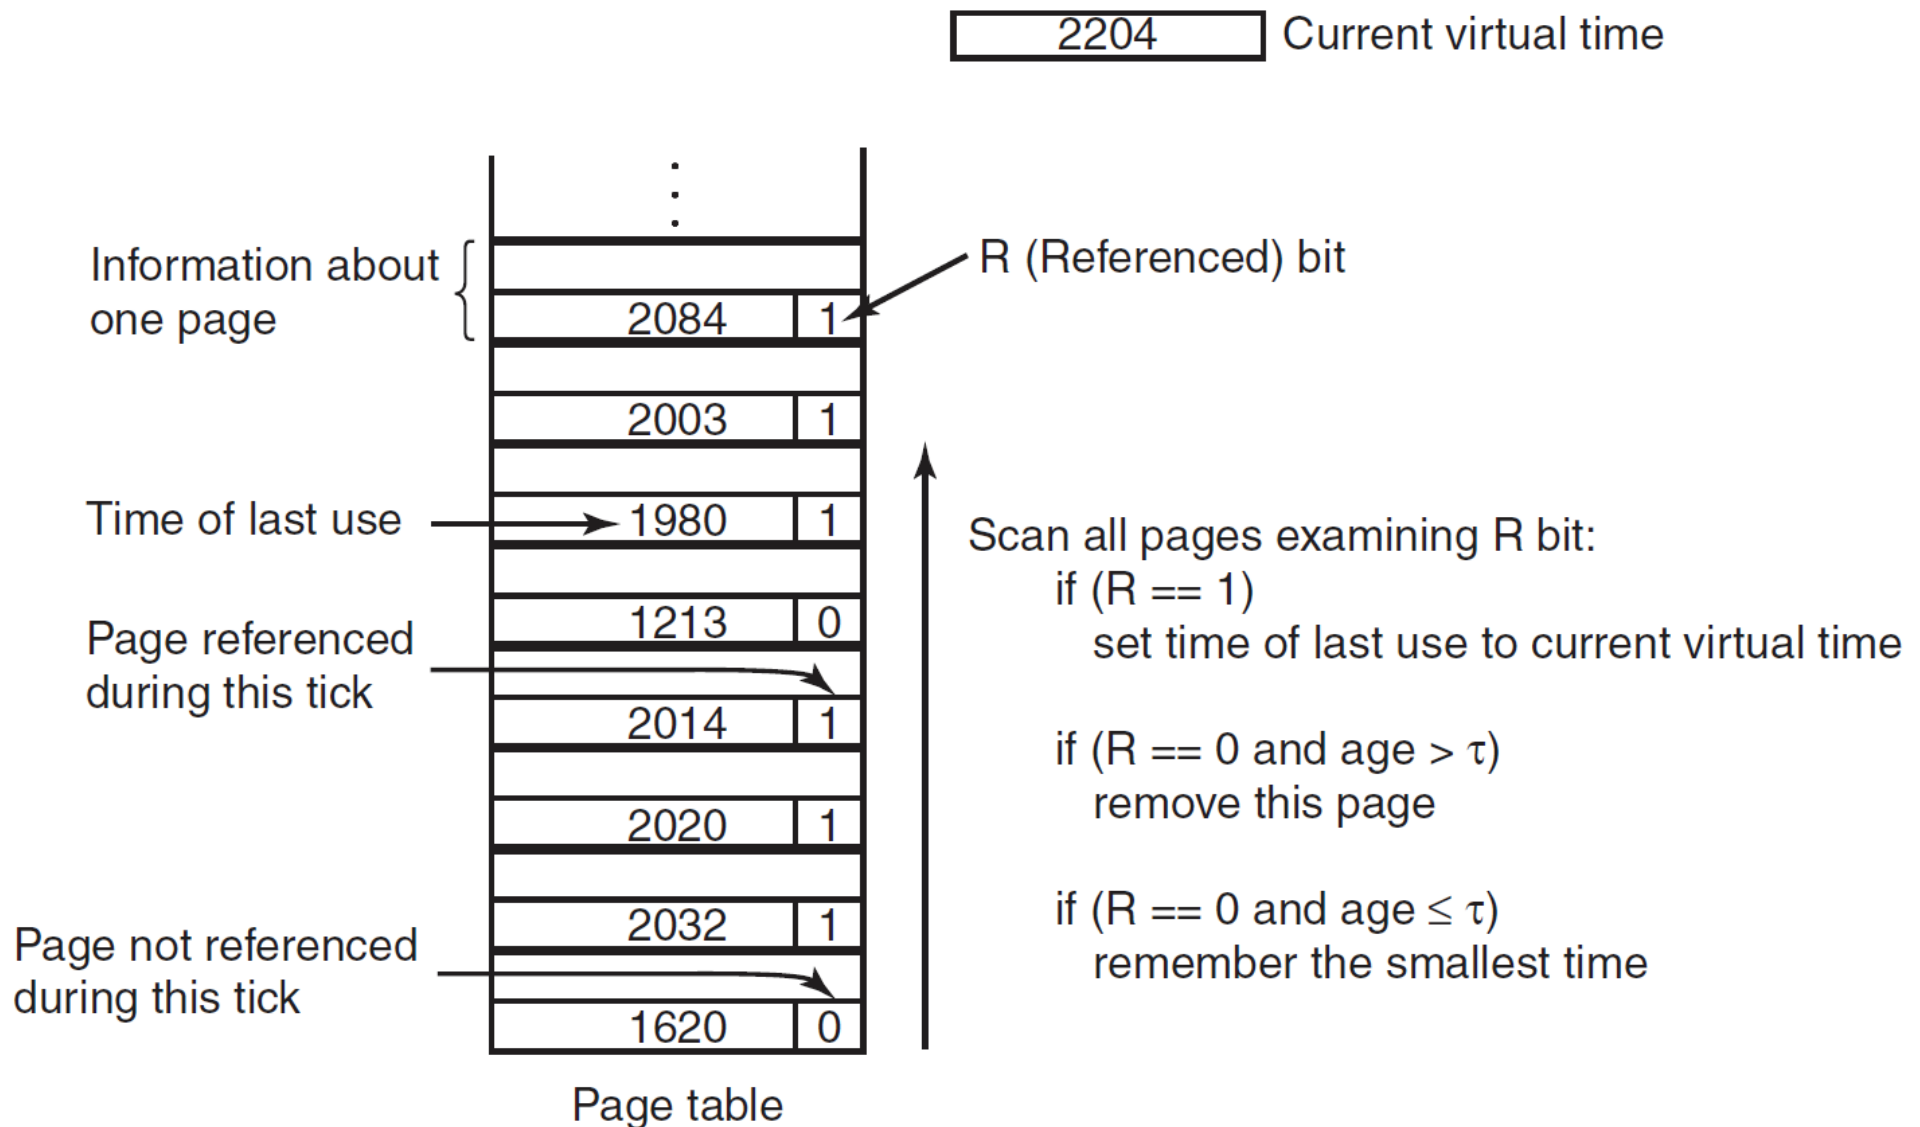 2204 Current virtual time
Information about
one page
R (Referenced) bit
2084 1
2003 1
Time of last use
1980 1
1213 0
Page referenced
during this tick
2014 1
2020 1
2032 1
Page not referenced
during this tick
1620 0
Page table
Scan all pages examining R bit:
if (R == 1)
set time of last use to current virtual time
if (R == 0 and age > τ)
remove this page
if (R == 0 and age ≤ τ)
remember the smallest time